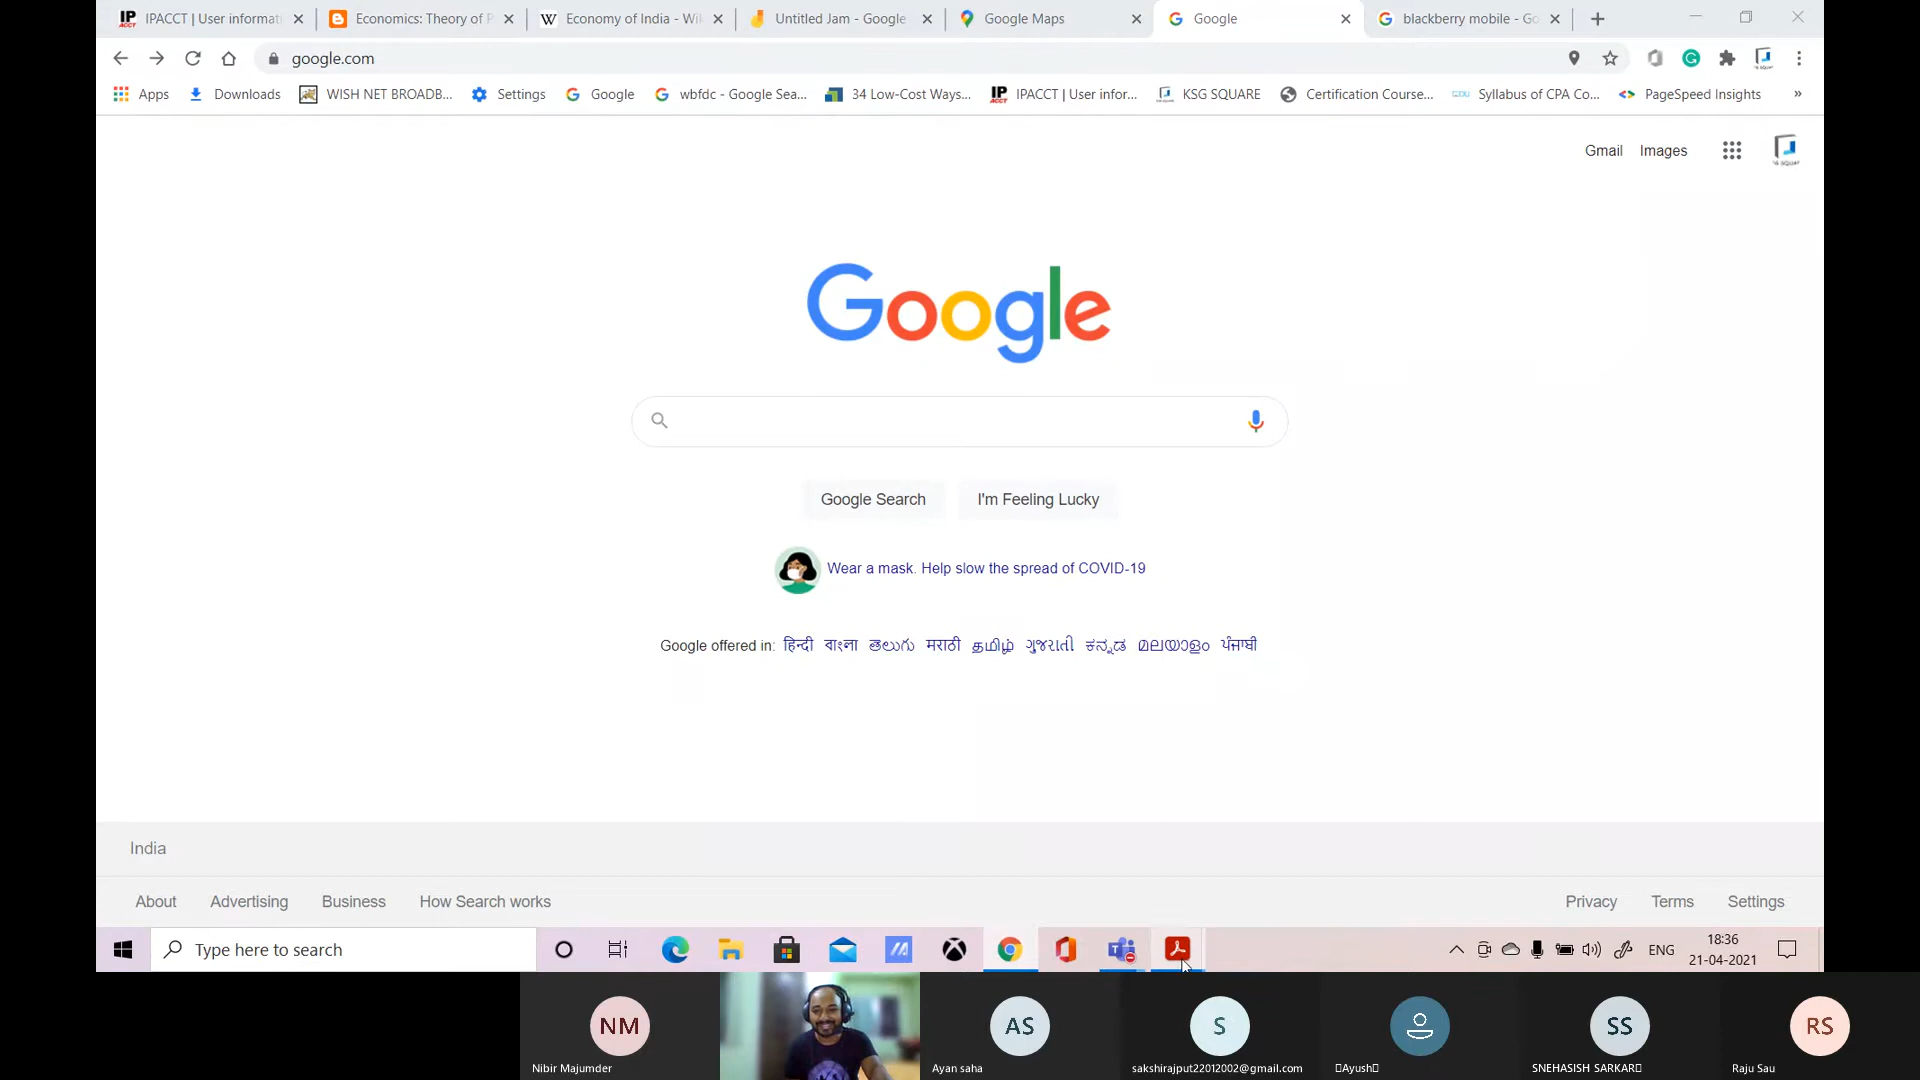 IPACCT | User informat
Economics: Theory of P
Economy of India - Wik
Untitled Jam - Google
Google Maps
Google
blackberry mobile - Go
google.com
Apps
Downloads
WISH NET BROADB...
Settings
Google
wbfdc - Google Sea...
34 Low-Cost Ways...
IPACCT | User infor...
KSG SQUARE
Certification Course...
Syllabus of CPA Co...
PageSpeed Insights
»
Gmail Images
Google
Google Search
I'm Feeling Lucky
Wear a mask. Help slow the spread of COVID-19
Google offered in: हिन्दी বাংলা తెలుగు मराठी தமிழ் ગુજરાતી ಕನ್ನಡ മലയാളം ਪੰਜਾਬੀ
India
About Advertising Business How Search works
Privacy Terms Settings
Type here to search
ENG
18:36
21-04-2021
NM
Nibir Majumder
AS
Ayan saha
S
sakshirajput22012002@gmail.com
Ayush
SS
SNEHASISH SARKAR
RS
Raju Sau